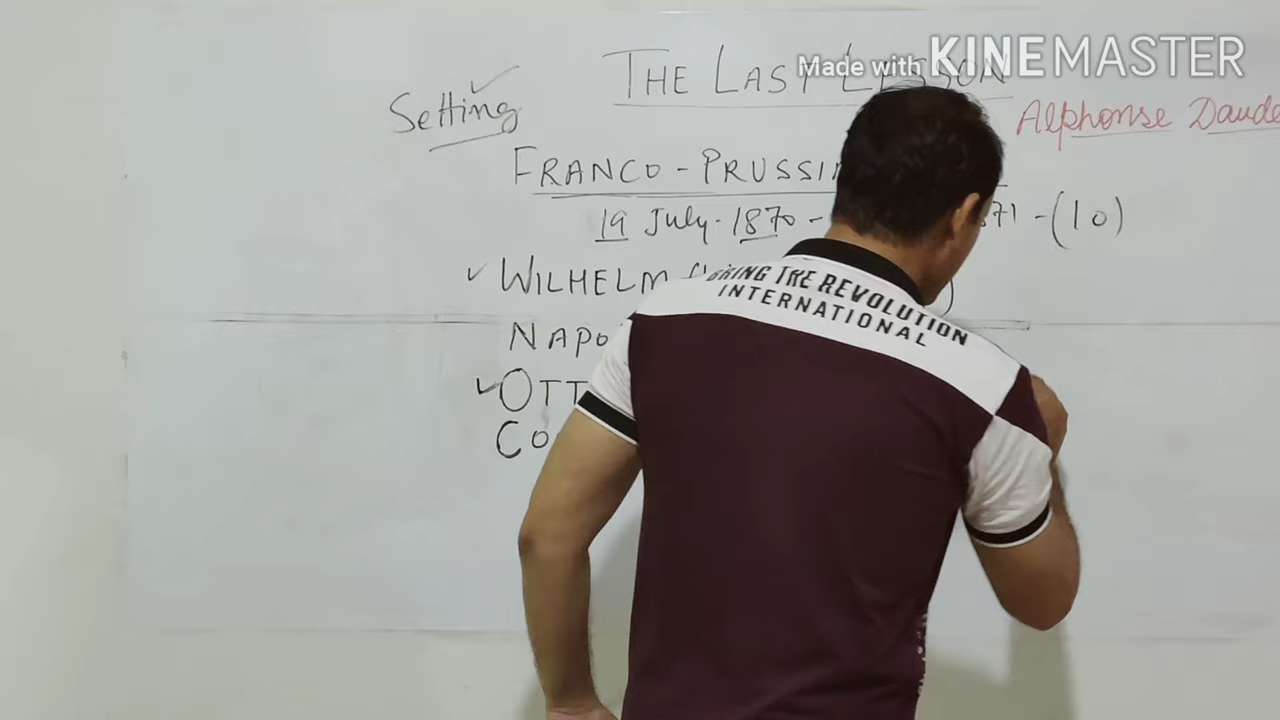 THE LAST LESSON
Made with KINEMASTER
Setting
Alphonse Daude
FRANCO - PRUSSI
19 July - 1870 - 71 - (10)
WILHELM
BRING THE REVOLUTION
INTERNATIONAL
NAPO
OTT
CO